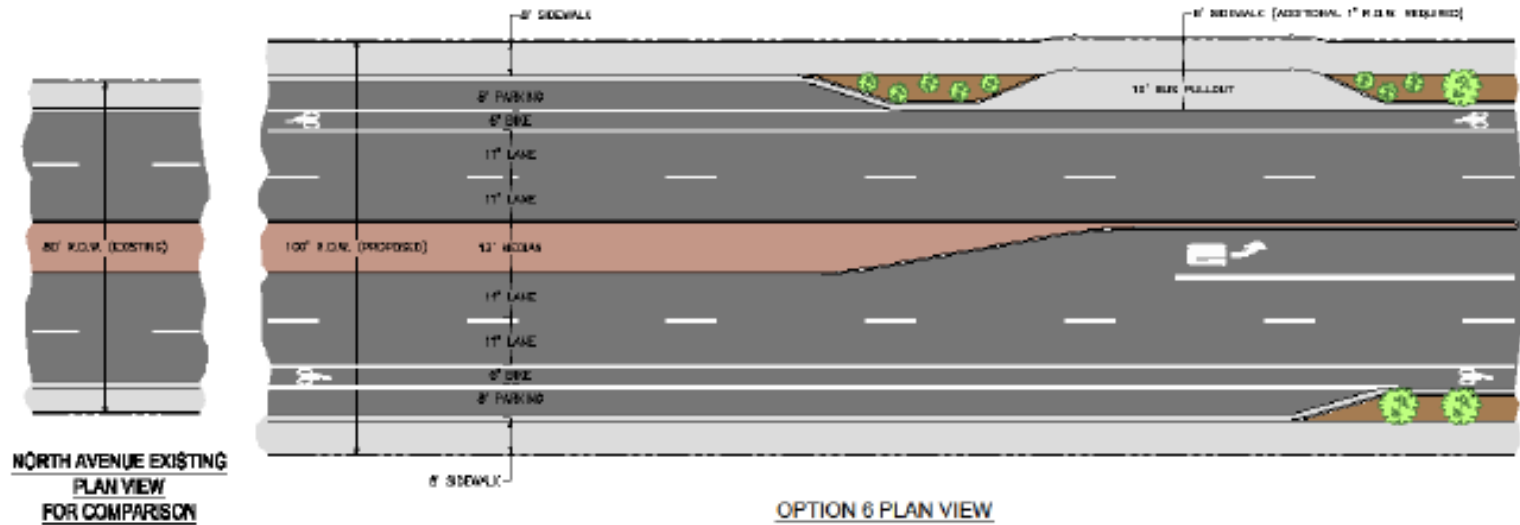 8' SIDEWALK
8' SIDEWALK (ADDITIONAL 1' R.O.W. REQUIRED)
8' PARKING
10' BUS PULLOUT
6' BIKE
11' LANE
11' LANE
80' R.O.W. (EXISTING)
100' R.O.W. (PROPOSED)
12' MEDIAN
11' LANE
11' LANE
6' BIKE
8' PARKING
8' SIDEWALK
NORTH AVENUE EXISTING
PLAN VIEW
FOR COMPARISON
OPTION 6 PLAN VIEW